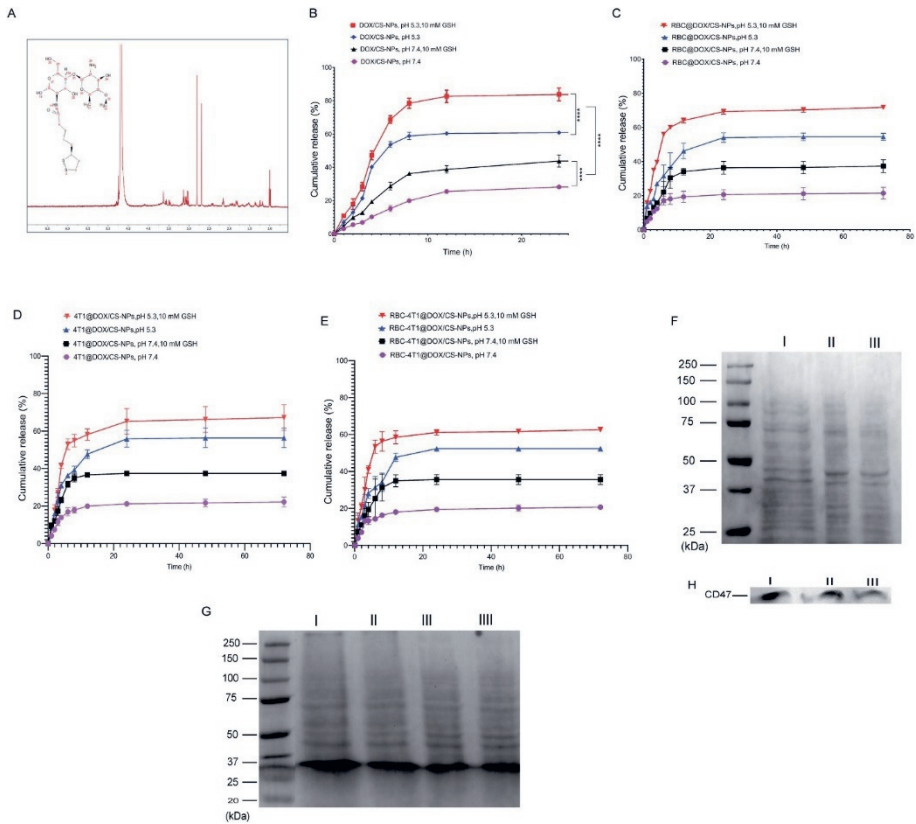 A
B
DOX/CS-NPs, pH 5.3,10 mM GSH
DOX/CS-NPs, pH 5.3
DOX/CS-NPs, pH 7.4,10 mM GSH
DOX/CS-NPs, pH 7.4
Cumulative release (%)
100
80
60
40
20
0
0
10
20
Time (h)
****
****
****
C
RBC@DOX/CS-NPs,pH 5.3,10 mM GSH
RBC@DOX/CS-NPs,pH 5.3
RBC@DOX/CS-NPs, pH 7.4,10 mM GSH
RBC@DOX/CS-NPs, pH 7.4
Cumulative release (%)
100
80
60
40
20
0
0
20
40
60
80
Time (h)
D
4T1@DOX/CS-NPs,pH 5.3,10 mM GSH
4T1@DOX/CS-NPs,pH 5.3
4T1@DOX/CS-NPs, pH 7.4,10 mM GSH
4T1@DOX/CS-NPs, pH 7.4
Cumulative release (%)
100
80
60
40
20
0
0
20
40
60
80
Time (h)
E
RBC-4T1@DOX/CS-NPs,pH 5.3,10 mM GSH
RBC-4T1@DOX/CS-NPs,pH 5.3
RBC-4T1@DOX/CS-NPs, pH 7.4,10 mM GSH
RBC-4T1@DOX/CS-NPs, pH 7.4
Cumulative release (%)
100
80
60
40
20
0
0
20
40
60
80
Time (h)
F
I II III
250
150
100
75
50
37
25
(kDa)
H
I II III
CD47
G
I II III IIII
250
150
100
75
50
37
25
20
(kDa)